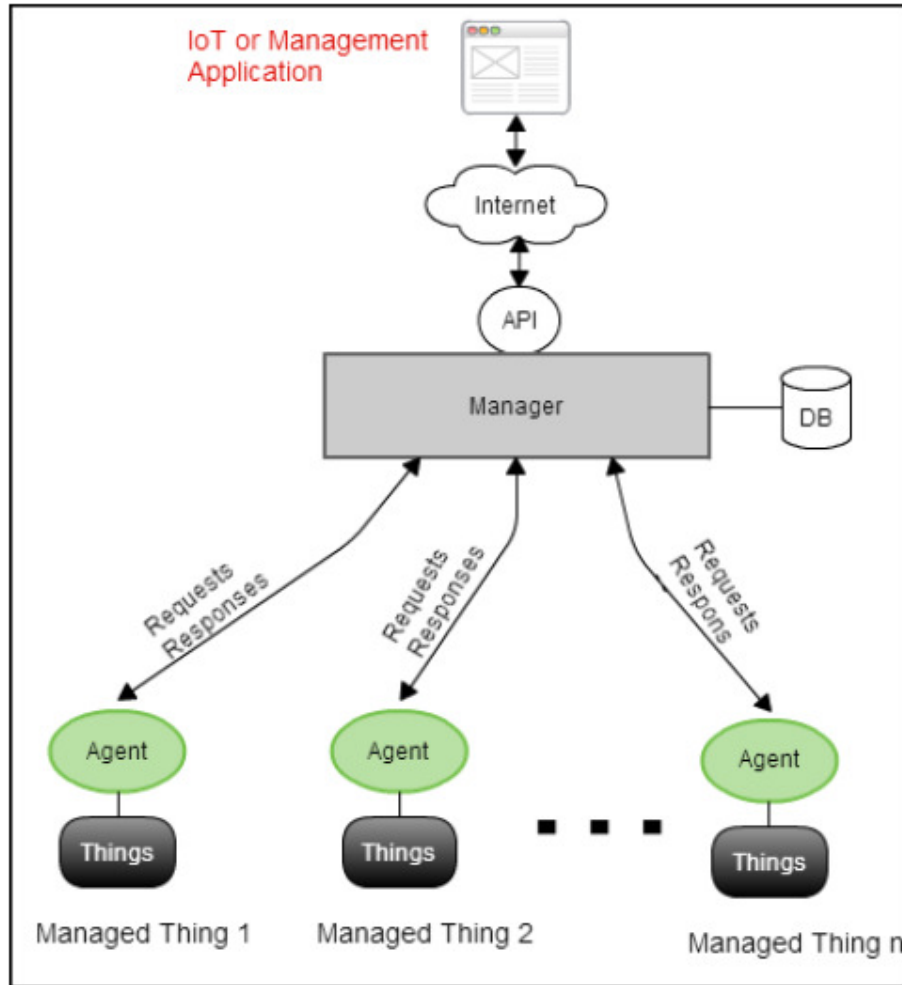 IoT or Management
Application
Internet
API
Manager
DB
Requests
Responses
Requests
Responses
Requests
Respons
Agent
Agent
Agent
Things
Things
Things
Managed Thing 1
Managed Thing 2
Managed Thing n